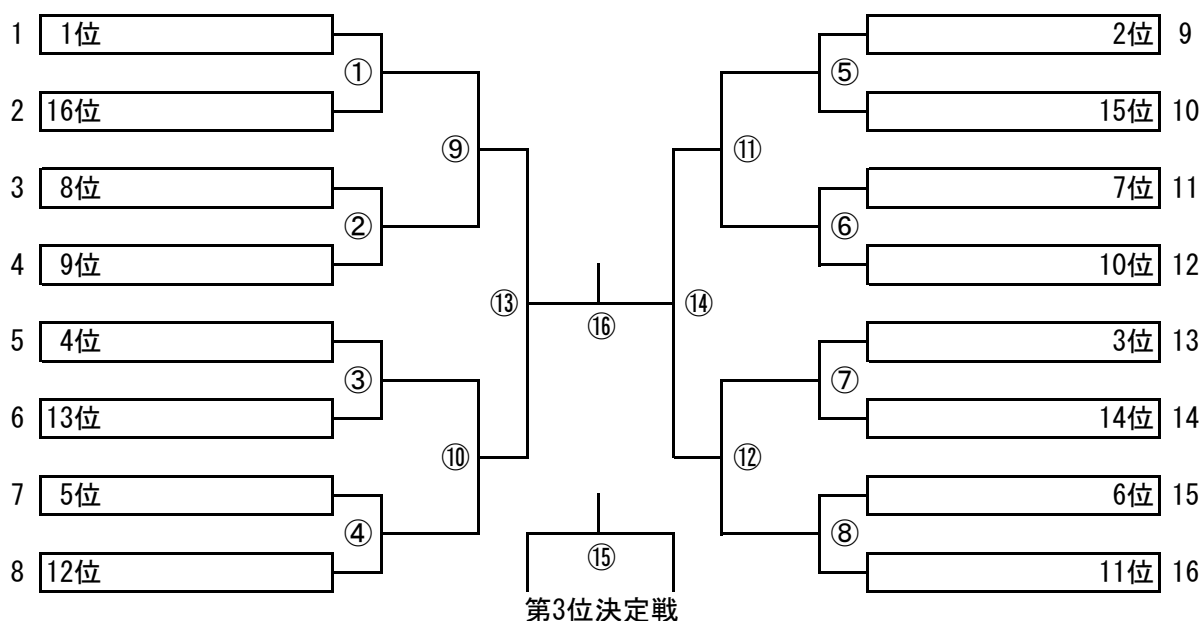 1 1位
①
2 16位
⑨
3 8位
②
4 9位
⑬
5 4位
③
6 13位
⑩
7 5位
④
8 12位
⑯
⑮
第3位決定戦
2位 9
⑤
15位 10
⑪
7位 11
⑥
10位 12
⑭
3位 13
⑦
14位 14
⑫
6位 15
⑧
11位 16